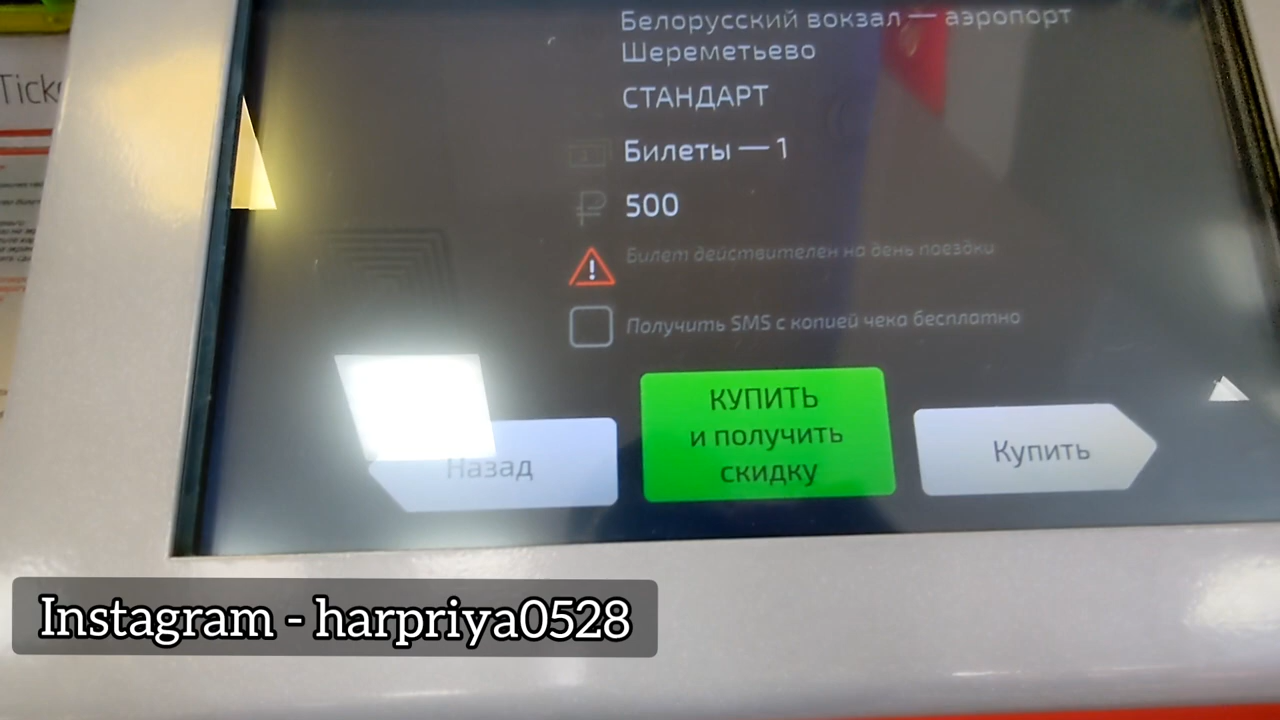 Белорусский вокзал — аэропорт
Шереметьево
СТАНДАРТ
Билеты — 1
₽ 500
Билет действителен на день поездки
Получить SMS с копией чека бесплатно
Назад
КУПИТЬ
и получить
скидку
Купить
Instagram - harpriya0528